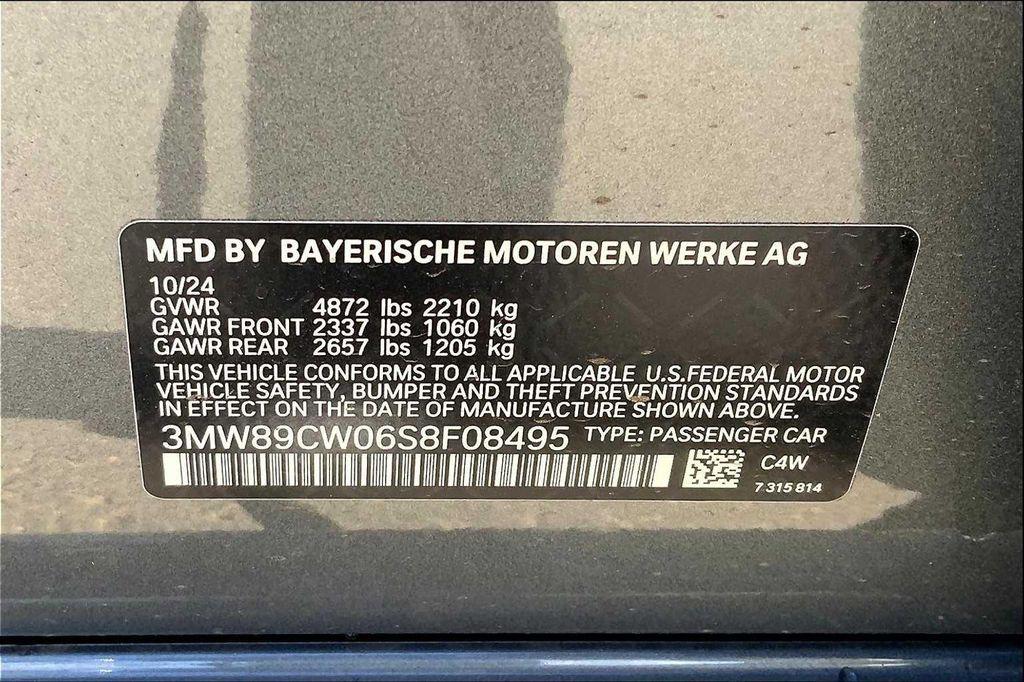 MFD BY BAYERISCHE MOTOREN WERKE AG
10/24
GVWR 4872 lbs 2210 kg
GAWR FRONT 2337 lbs 1060 kg
GAWR REAR 2657 lbs 1205 kg
THIS VEHICLE CONFORMS TO ALL APPLICABLE U.S.FEDERAL MOTOR
VEHICLE SAFETY, BUMPER AND THEFT PREVENTION STANDARDS
IN EFFECT ON THE DATE OF MANUFACTURE SHOWN ABOVE.
3MW89CW06S8F08495 TYPE: PASSENGER CAR
C4W
7 315 814